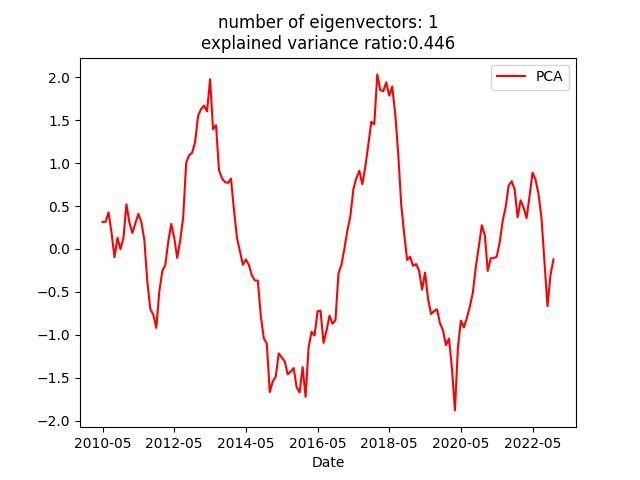 number of eigenvectors: 1
explained variance ratio:0.446
PCA
2.0
1.5
1.0
0.5
0.0
−0.5
−1.0
−1.5
−2.0
2010-05 2012-05 2014-05 2016-05 2018-05 2020-05 2022-05
Date